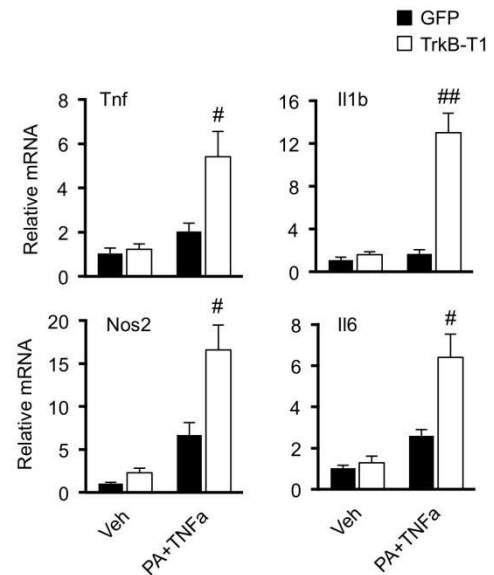 GFP
TrkB-T1
Tnf
Relative mRNA
8
6
4
2
0
#
Il1b
16
12
8
4
0
##
Nos2
Relative mRNA
20
15
10
5
0
#
Veh
PA+TNFa
Il6
8
6
4
2
0
#
Veh
PA+TNFa